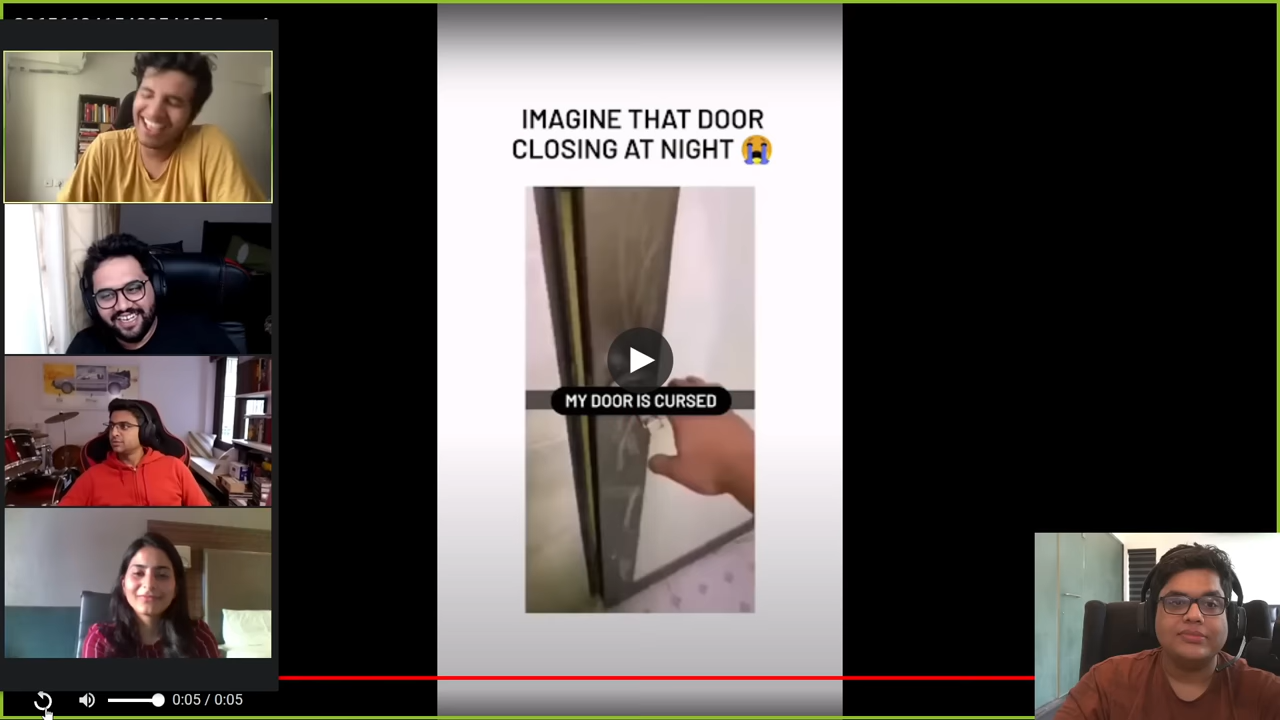 IMAGINE THAT DOOR
CLOSING AT NIGHT 😭
MY DOOR IS CURSED
0:05 / 0:05